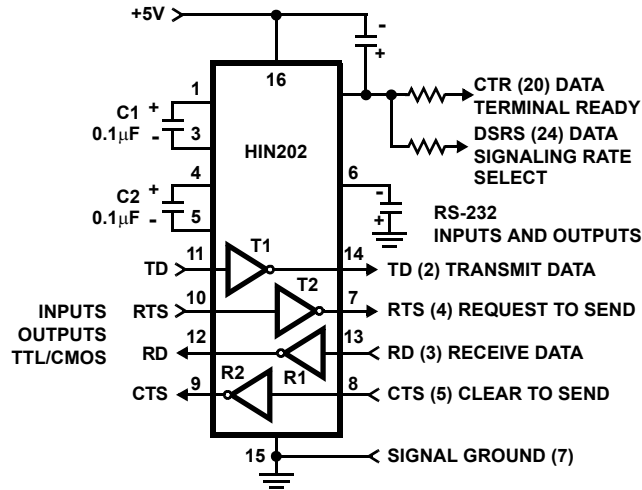 +5V
-
+
16
1
CTR (20) DATA
TERMINAL READY
C1
0.1µF
+
-
3
HIN202
DSRS (24) DATA
SIGNALING RATE
SELECT
4
6
C2
0.1µF
+
-
5
-
+
RS-232
INPUTS AND OUTPUTS
TD
11
T1
14
TD (2) TRANSMIT DATA
INPUTS
OUTPUTS
TTL/CMOS
RTS
10
T2
7
RTS (4) REQUEST TO SEND
RD
12
R1
13
RD (3) RECEIVE DATA
CTS
9
R2
8
CTS (5) CLEAR TO SEND
15
SIGNAL GROUND (7)